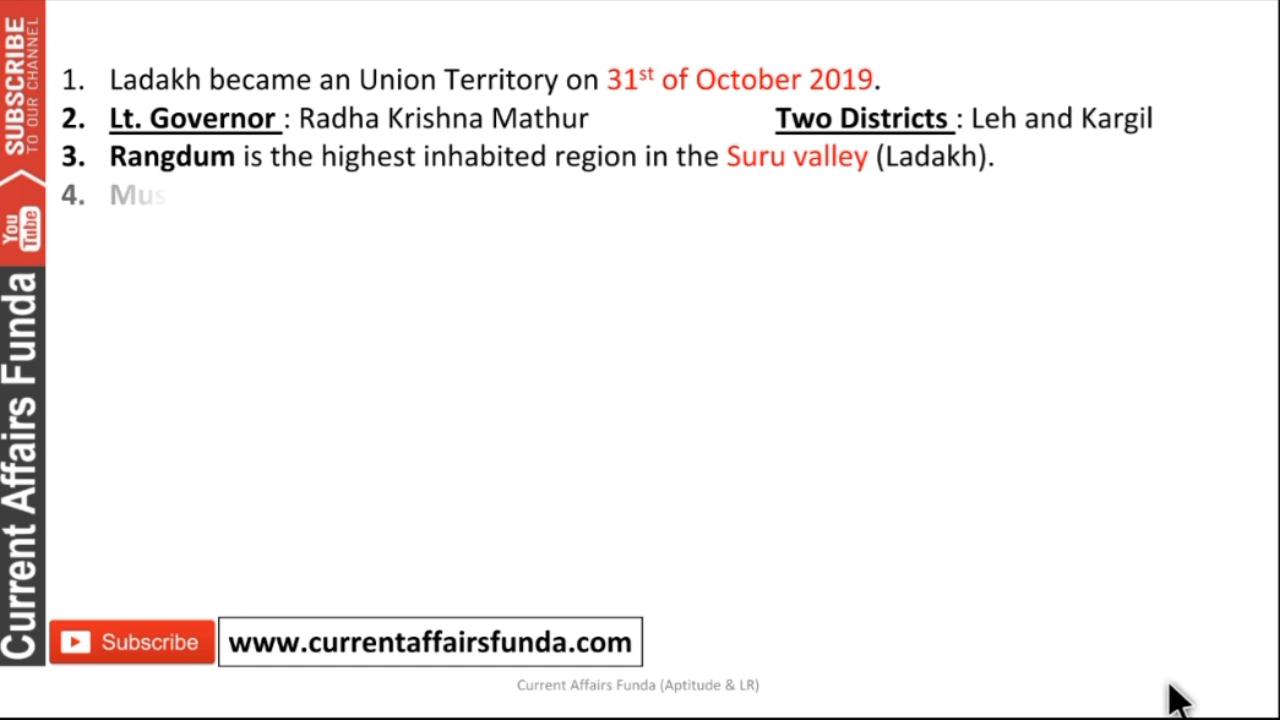 SUBSCRIBE
TO OUR CHANNEL
You
Tube
Current Affairs Funda
1. Ladakh became an Union Territory on 31st of October 2019.
2. Lt. Governor : Radha Krishna Mathur Two Districts : Leh and Kargil
3. Rangdum is the highest inhabited region in the Suru valley (Ladakh).
4. Mus
Subscribe
www.currentaffairsfunda.com
Current Affairs Funda (Aptitude & LR)